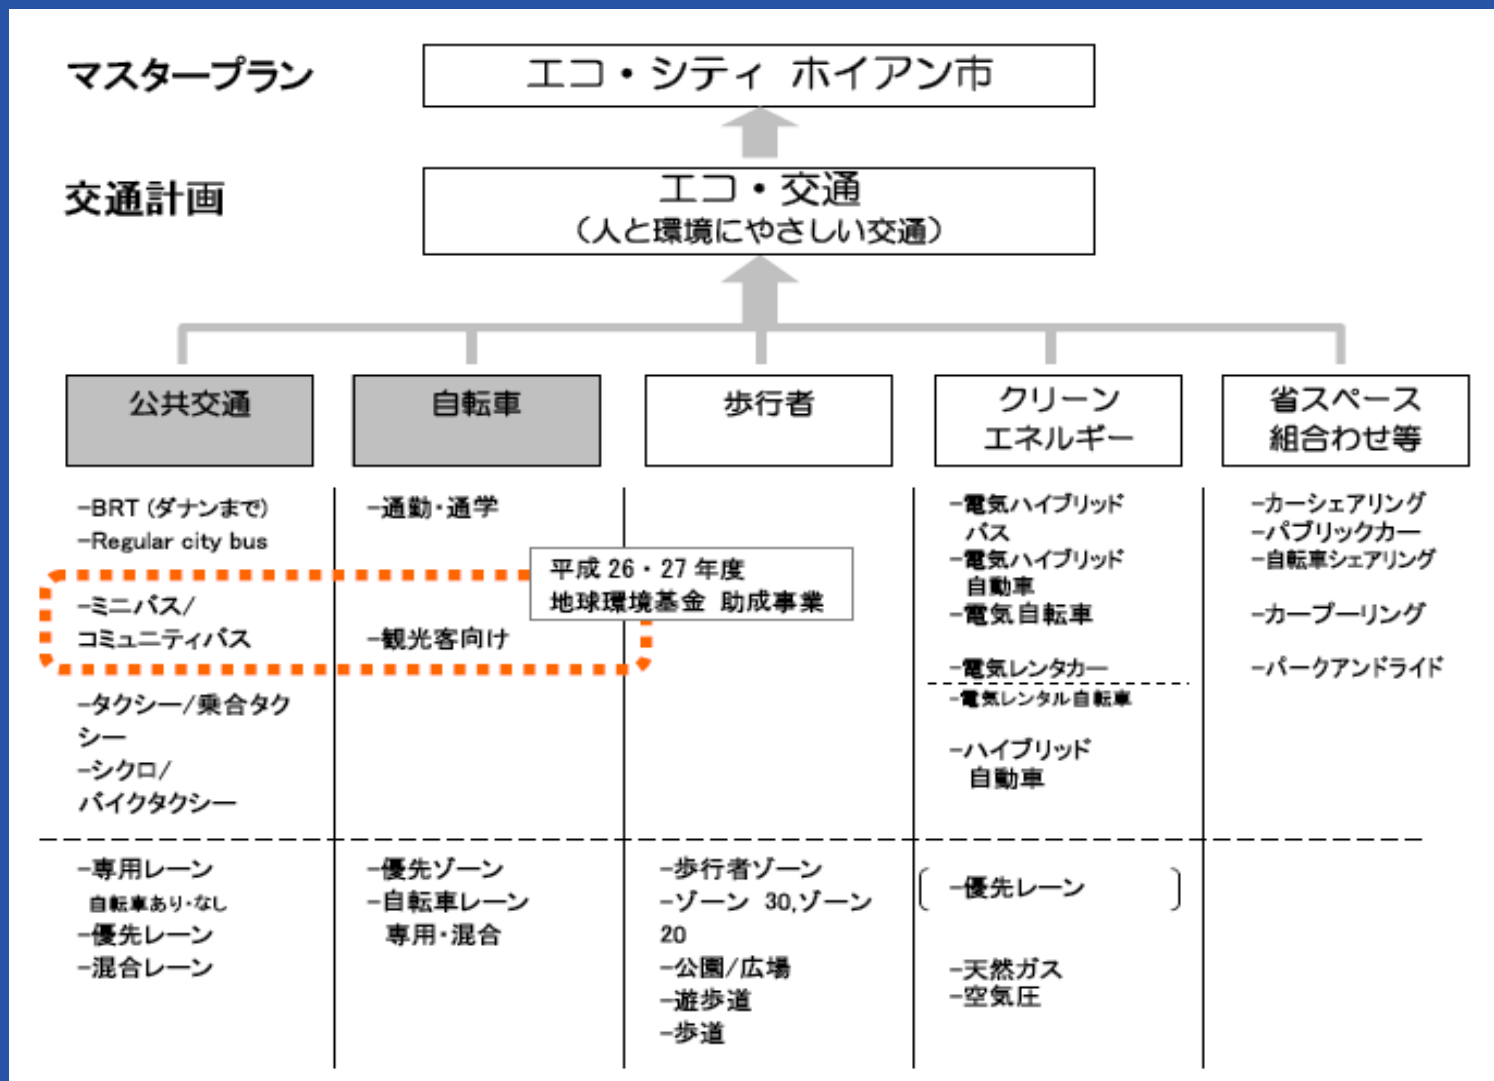 マスタープラン
エコ・シティ ホイアン市
交通計画
エコ・交通
（人と環境にやさしい交通）
公共交通
自転車
歩行者
クリーン
エネルギー
省スペース
組合わせ等
-BRT (ダナンまで)
-Regular city bus
-ミニバス/
コミュニティバス
-タクシー/乗合タク
シー
-シクロ/
バイクタクシー
-通勤・通学
-観光客向け
平成 26・27 年度
地球環境基金 助成事業
-電気ハイブリッド
バス
-電気ハイブリッド
自動車
-電気自転車
-電気レンタカー
-電気レンタル自転車
-ハイブリッド
自動車
-カーシェアリング
-パブリックカー
-自転車シェアリング
-カープーリング
-パークアンドライド
-専用レーン
自転車あり・なし
-優先レーン
-混合レーン
-優先ゾーン
-自転車レーン
専用・混合
-歩行者ゾーン
-ゾーン 30,ゾーン
20
-公園/広場
-遊歩道
-歩道
〔 -優先レーン 〕
-天然ガス
-空気圧